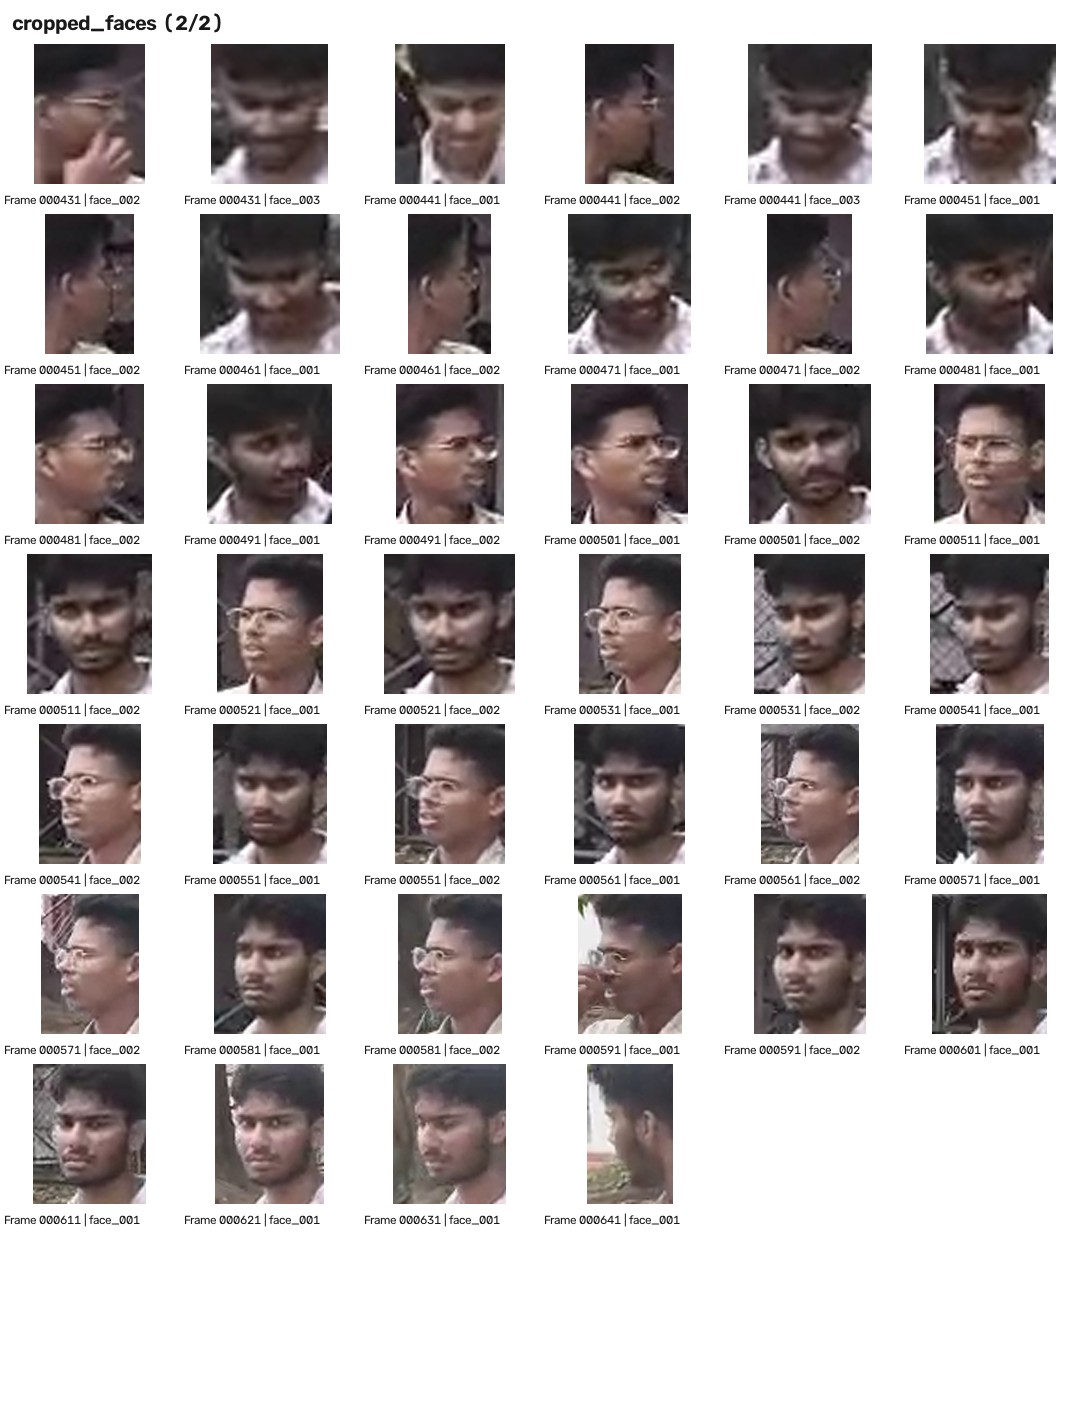 cropped_faces (2/2)
Frame 000431 | face_002 Frame 000431 | face_003 Frame 000441 | face_001 Frame 000441 | face_002 Frame 000441 | face_003 Frame 000451 | face_001
Frame 000451 | face_002 Frame 000461 | face_001 Frame 000461 | face_002 Frame 000471 | face_001 Frame 000471 | face_002 Frame 000481 | face_001
Frame 000481 | face_002 Frame 000491 | face_001 Frame 000491 | face_002 Frame 000501 | face_001 Frame 000501 | face_002 Frame 000511 | face_001
Frame 000511 | face_002 Frame 000521 | face_001 Frame 000521 | face_002 Frame 000531 | face_001 Frame 000531 | face_002 Frame 000541 | face_001
Frame 000541 | face_002 Frame 000551 | face_001 Frame 000551 | face_002 Frame 000561 | face_001 Frame 000561 | face_002 Frame 000571 | face_001
Frame 000571 | face_002 Frame 000581 | face_001 Frame 000581 | face_002 Frame 000591 | face_001 Frame 000591 | face_002 Frame 000601 | face_001
Frame 000611 | face_001 Frame 000621 | face_001 Frame 000631 | face_001 Frame 000641 | face_001